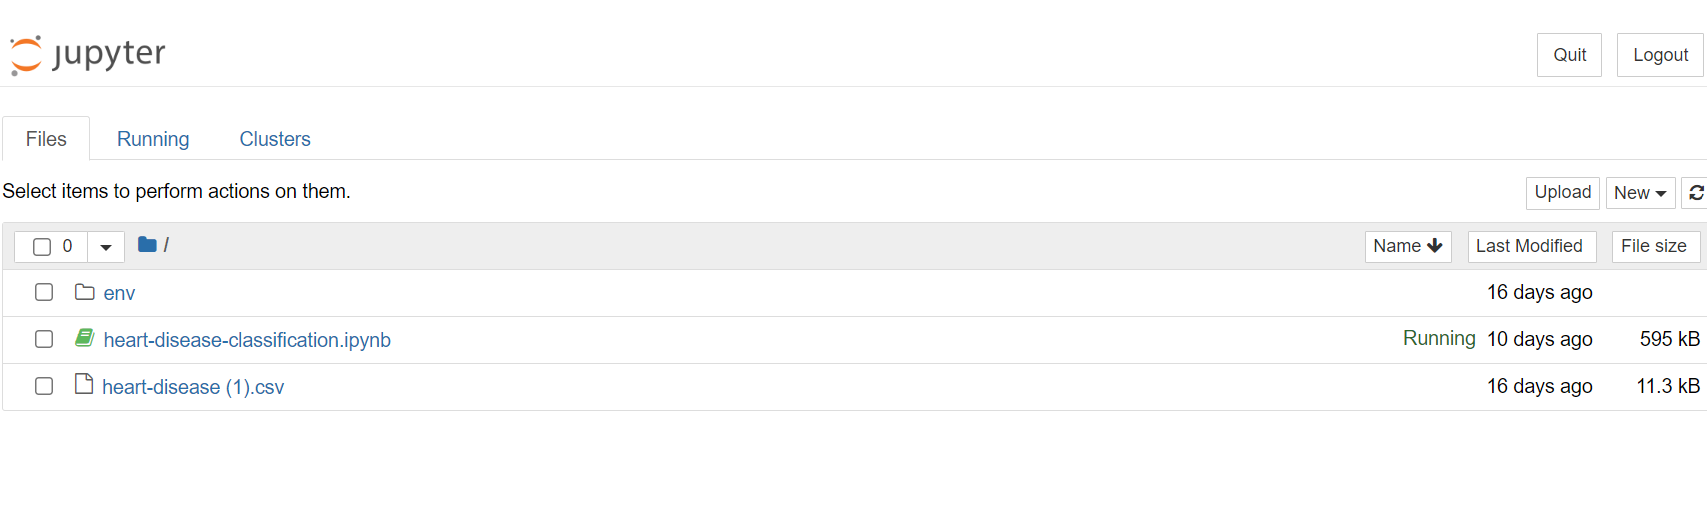 jupyter
Quit Logout
Files Running Clusters
Select items to perform actions on them.
Upload New
0 / Name Last Modified File size
env 16 days ago
heart-disease-classification.ipynb Running 10 days ago 595 kB
heart-disease (1).csv 16 days ago 11.3 kB